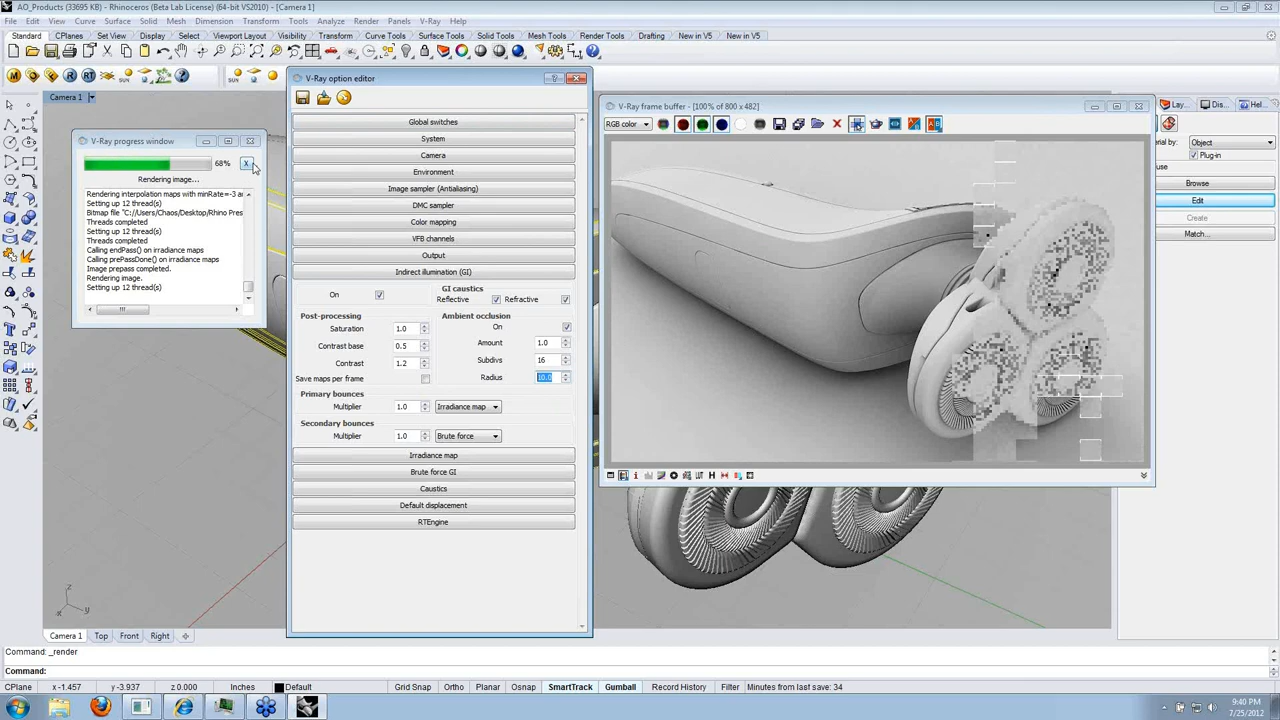 AO_Products (33695 KB) - Rhinoceros (Beta Lab License) (64-bit VS2010) - [Camera 1]
File Edit View Curve Surface Solid Mesh Dimension Transform Tools Analyze Render Panels V-Ray Help
Standard CPlanes Set View Display Select Viewport Layout Visibility Transform Curve Tools Surface Tools Solid Tools Mesh Tools Render Tools Drafting New in V5 New in V5
Camera 1
V-Ray progress window
68%
X
Rendering image...
Rendering interpolation maps with minRate=-3 ar
Setting up 12 thread(s)
Bitmap file "C://Users/Chaos/Desktop/Rhino Pres
Threads completed
Setting up 12 thread(s)
Threads completed
Calling endPass() on irradiance maps
Calling prePassDone() on irradiance maps
Image prepass completed.
Rendering image.
Setting up 12 thread(s)
V-Ray option editor
Global switches
System
Camera
Environment
Image sampler (Antialiasing)
DMC sampler
Color mapping
VFB channels
Output
Indirect illumination (GI)
On
GI caustics
Reflective Refractive
Post-processing
Saturation 1.0
Contrast base 0.5
Contrast 1.2
Save maps per frame
Ambient occlusion
On
Amount 1.0
Subdivs 16
Radius 10.0
Primary bounces
Multiplier 1.0 Irradiance map
Secondary bounces
Multiplier 1.0 Brute force
Irradiance map
Brute force GI
Caustics
Default displacement
RTEngine
V-Ray frame buffer - [100% of 800 x 482]
RGB color
Lay... Dis... Hel...
Object
Plug-in
Browse
Edit
Create
Match...
z
x
y
Camera 1 Top Front Right
Command: _render
Command:
CPlane x -1.457 y -3.937 z 0.000 Inches Default Grid Snap Ortho Planar Osnap SmartTrack Gumball Record History Filter Minutes from last save: 34
9:40 PM
7/25/2012